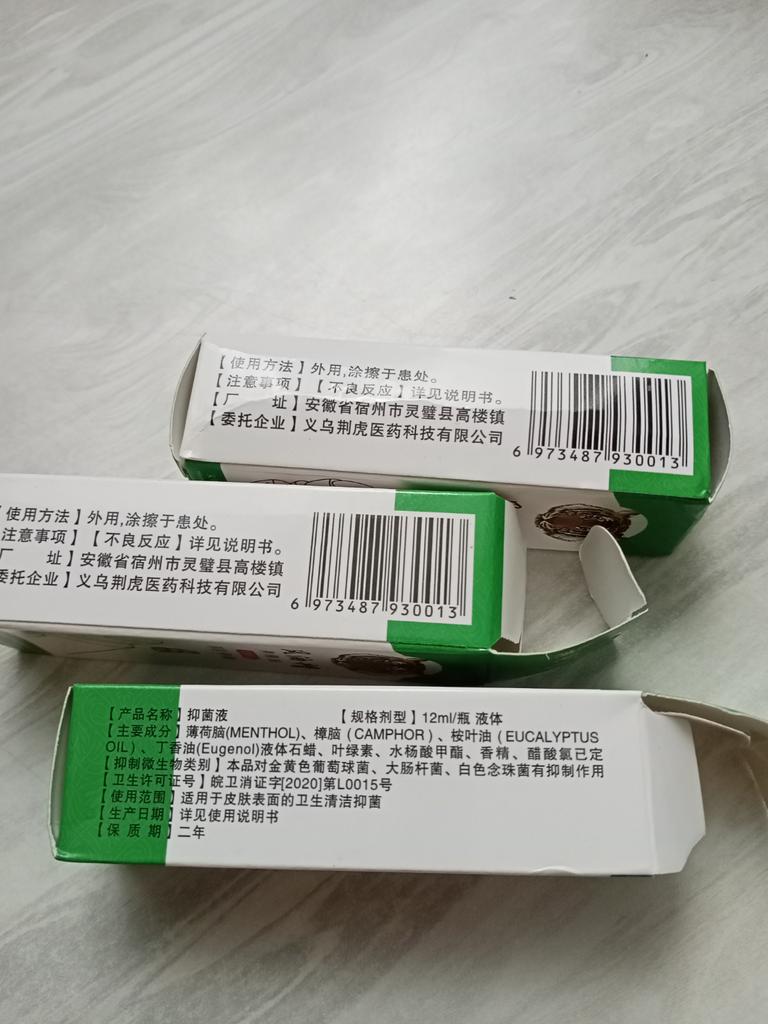 【使用方法】外用,涂擦于患处。
【注意事项】【不良反应】详见说明书。
【厂 址】安徽省宿州市灵璧县高楼镇
【委托企业】义乌荆虎医药科技有限公司
6 973487 930013
使用方法】外用,涂擦于患处。
注意事项】【不良反应】详见说明书。
厂 址】安徽省宿州市灵璧县高楼镇
委托企业】义乌荆虎医药科技有限公司
6 973487 930013
【产品名称】抑菌液 【规格剂型】12ml/瓶 液体
【主要成分】薄荷脑(MENTHOL)、樟脑(CAMPHOR)、桉叶油(EUCALYPTUS
OIL)、丁香油(Eugenol)液体石蜡、叶绿素、水杨酸甲酯、香精、醋酸氯已定
【抑制微生物类别】本品对金黄色葡萄球菌、大肠杆菌、白色念珠菌有抑制作用
【卫生许可证号】皖卫消证字[2020]第L0015号
【使用范围】适用于皮肤表面的卫生清洁抑菌
【生产日期】详见使用说明书
【保 质 期】二年